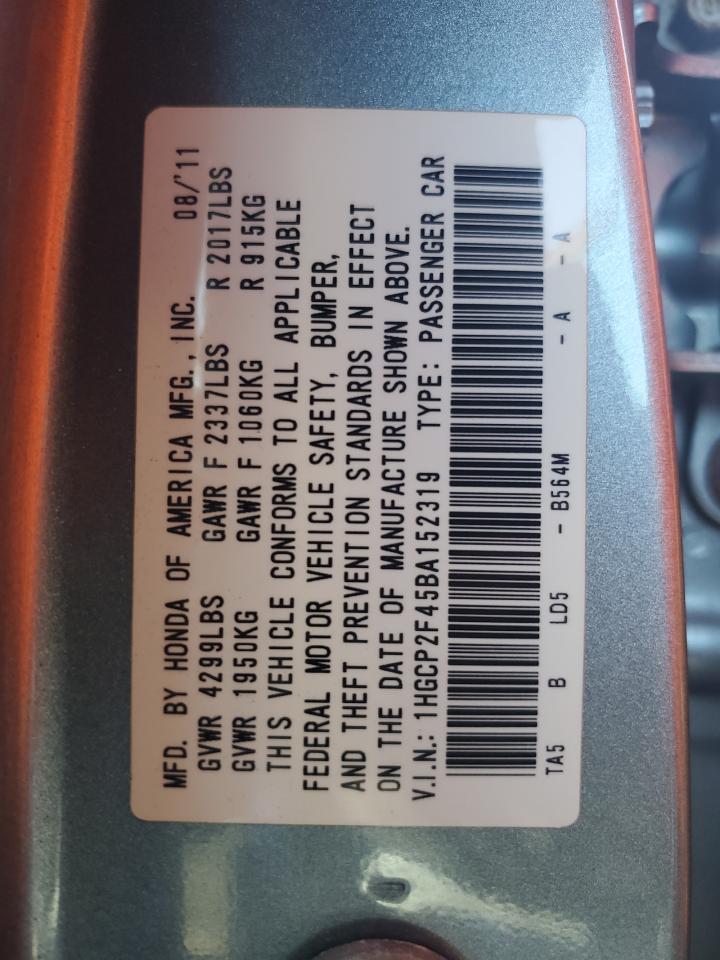 MFD. BY HONDA OF AMERICA MFG., INC. 08/'11
GVWR 4299LBS GAWR F 2337LBS R 2017LBS
GVWR 1950KG GAWR F 1060KG R 915KG
THIS VEHICLE CONFORMS TO ALL APPLICABLE
FEDERAL MOTOR VEHICLE SAFETY, BUMPER,
AND THEFT PREVENTION STANDARDS IN EFFECT
ON THE DATE OF MANUFACTURE SHOWN ABOVE.
V.I.N.: 1HGCP2F45BA152319 TYPE: PASSENGER CAR
TA5 B LD5 - B564M - A - A